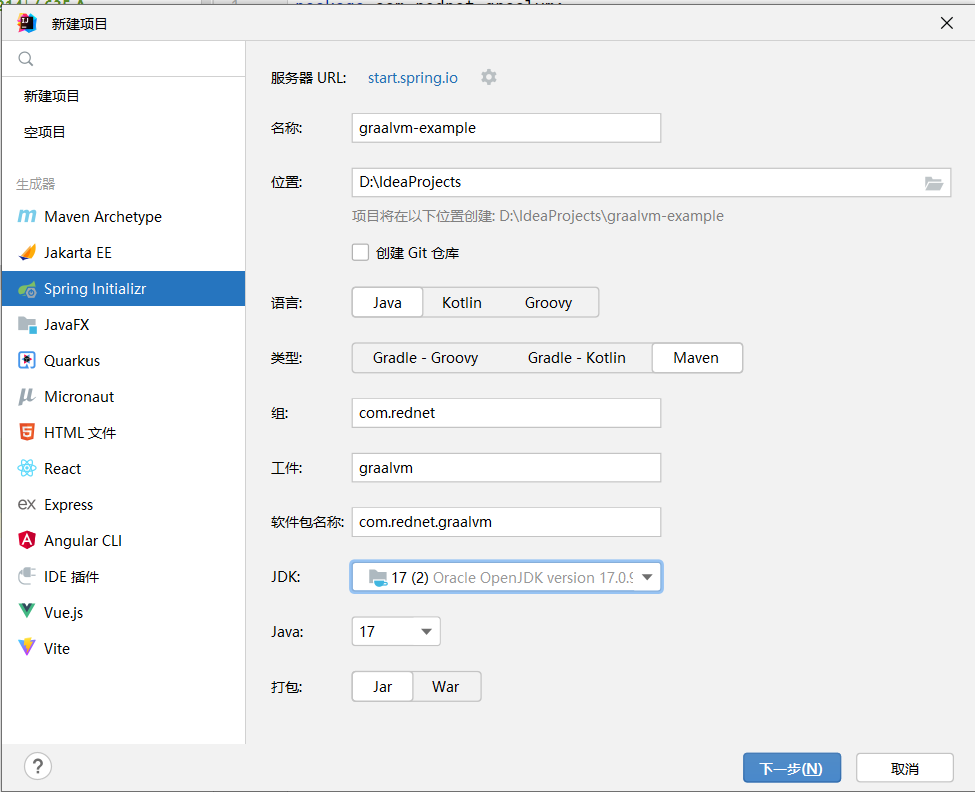 新建项目
新建项目
空项目
生成器
Maven Archetype
Jakarta EE
Spring Initializr
JavaFX
Quarkus
Micronaut
HTML 文件
React
Express
Angular CLI
IDE 插件
Vue.js
Vite
服务器 URL: start.spring.io
名称: graalvm-example
位置: D:\IdeaProjects
项目将在以下位置创建: D:\IdeaProjects\graalvm-example
创建 Git 仓库
语言: Java Kotlin Groovy
类型: Gradle - Groovy Gradle - Kotlin Maven
组: com.rednet
工件: graalvm
软件包名称: com.rednet.graalvm
JDK: 17 (2) Oracle OpenJDK version 17.0.9
Java: 17
打包: Jar War
? 下一步(N) 取消